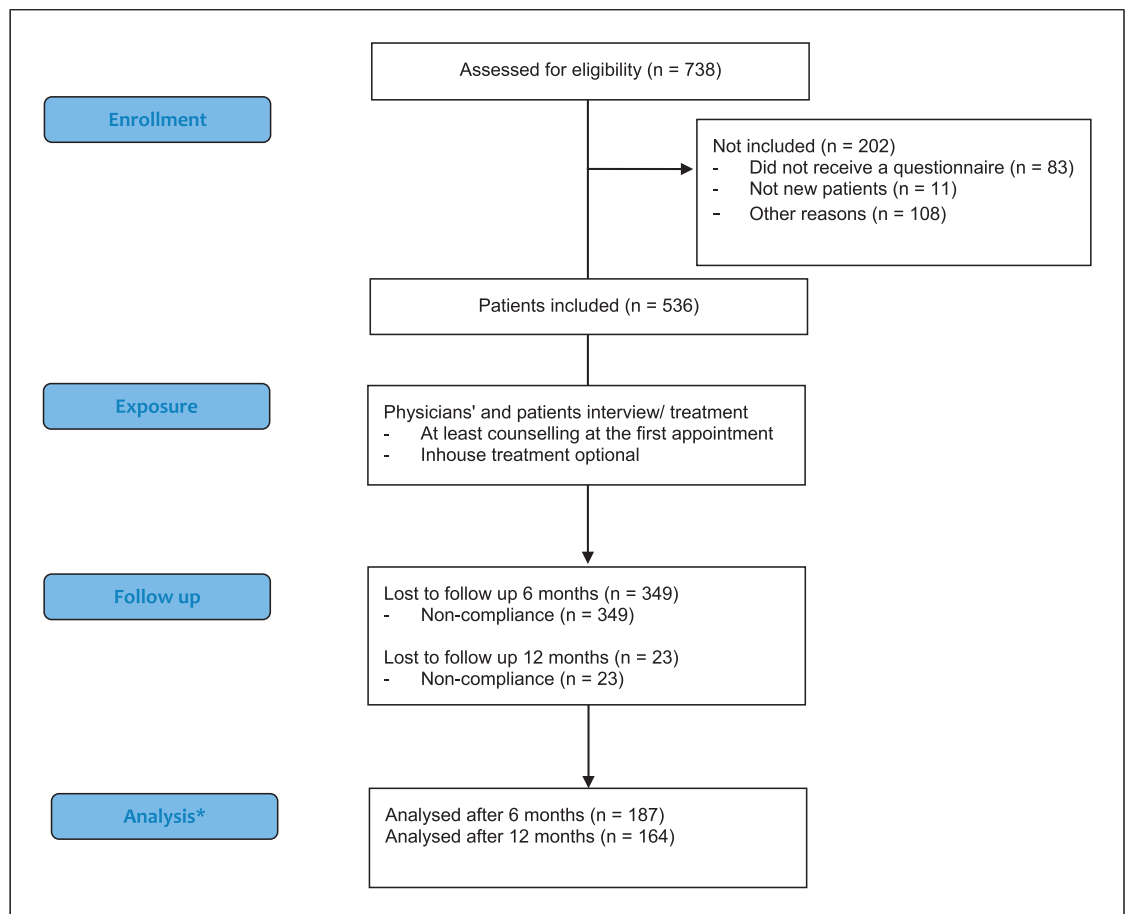 Assessed for eligibility (n = 738)
Enrollment
Not included (n = 202)
- Did not receive a questionnaire (n = 83)
- Not new patients (n = 11)
- Other reasons (n = 108)
Patients included (n = 536)
Exposure
Physicians' and patients interview/ treatment
- At least counselling at the first appointment
- Inhouse treatment optional
Follow up
Lost to follow up 6 months (n = 349)
- Non-compliance (n = 349)
Lost to follow up 12 months (n = 23)
- Non-compliance (n = 23)
Analysis*
Analysed after 6 months (n = 187)
Analysed after 12 months (n = 164)